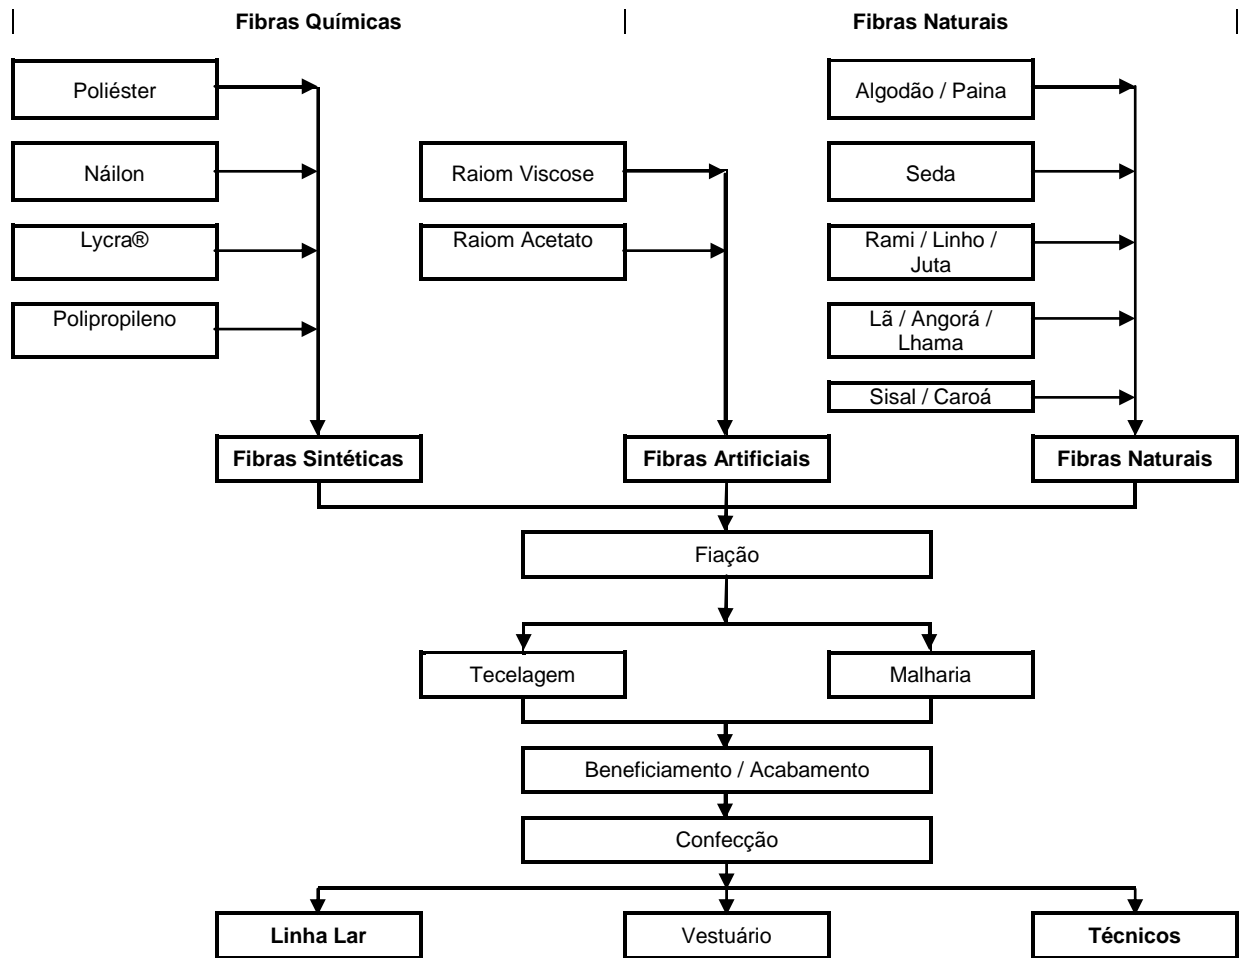 Fibras Químicas
Fibras Naturais
Poliéster
Algodão / Paina
Náilon
Raiom Viscose
Seda
Lycra®
Raiom Acetato
Rami / Linho /
Juta
Polipropileno
Lã / Angorá /
Lhama
Sisal / Caroá
Fibras Sintéticas
Fibras Artificiais
Fibras Naturais
Fiação
Tecelagem
Malharia
Beneficiamento / Acabamento
Confecção
Linha Lar
Vestuário
Técnicos